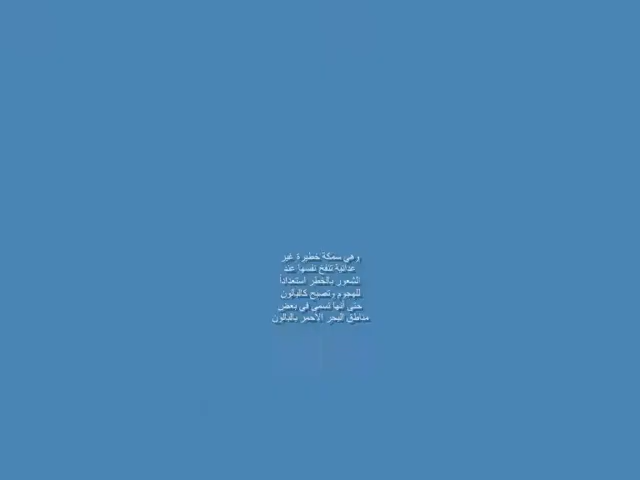 وهي سمكة خطيرة غير
عدائية تنفخ نفسها عند
الشعور بالخطر استعداداً
للهجوم وتصبح كالبالون
حتى أنها تسمى في بعض
مناطق البحر الأحمر بالبالون